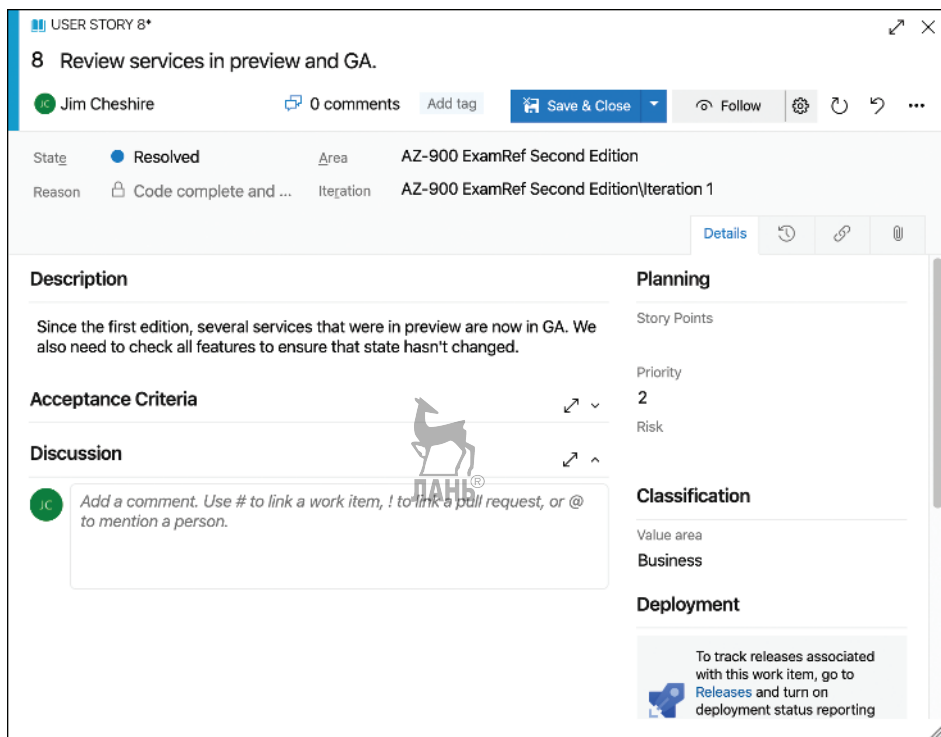 USER STORY 8*
8 Review services in preview and GA.
JC Jim Cheshire 0 comments Add tag Save & Close Follow
State Resolved Area AZ-900 ExamRef Second Edition
Reason Code complete and ... Iteration AZ-900 ExamRef Second Edition\Iteration 1
Details
Description
Since the first edition, several services that were in preview are now in GA. We
also need to check all features to ensure that state hasn't changed.
Acceptance Criteria
Discussion
JC Add a comment. Use # to link a work item, ! to link a pull request, or @
to mention a person.
ЛАНЬ®
Planning
Story Points
Priority
2
Risk
Classification
Value area
Business
Deployment
To track releases associated
with this work item, go to
Releases and turn on
deployment status reporting